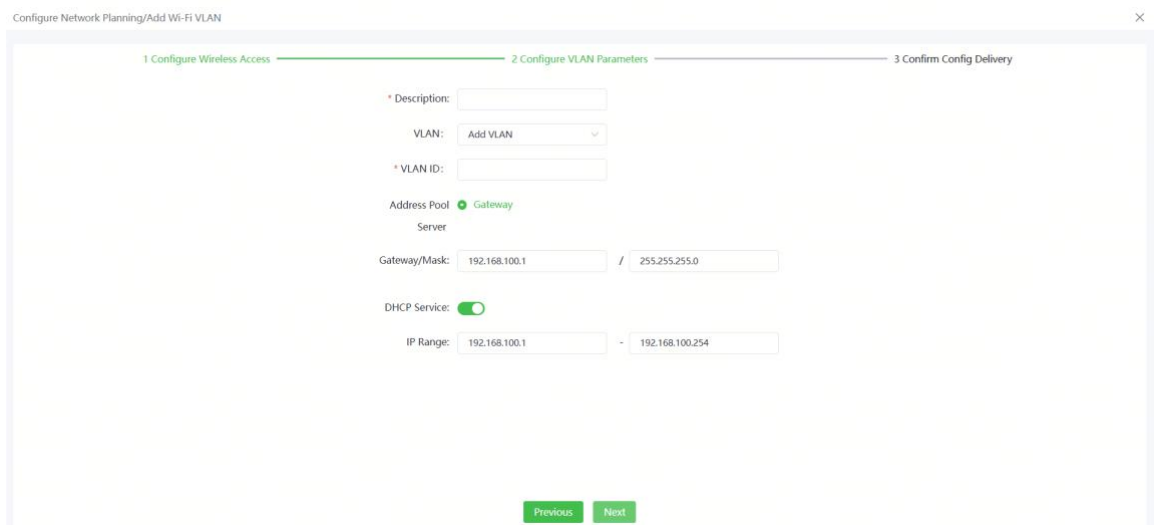 Configure Network Planning/Add Wi-Fi VLAN
1 Configure Wireless Access 2 Configure VLAN Parameters 3 Confirm Config Delivery
* Description:
VLAN: Add VLAN
* VLAN ID:
Address Pool Gateway
Server
Gateway/Mask: 192.168.100.1 / 255.255.255.0
DHCP Service:
IP Range: 192.168.100.1 - 192.168.100.254
Previous Next